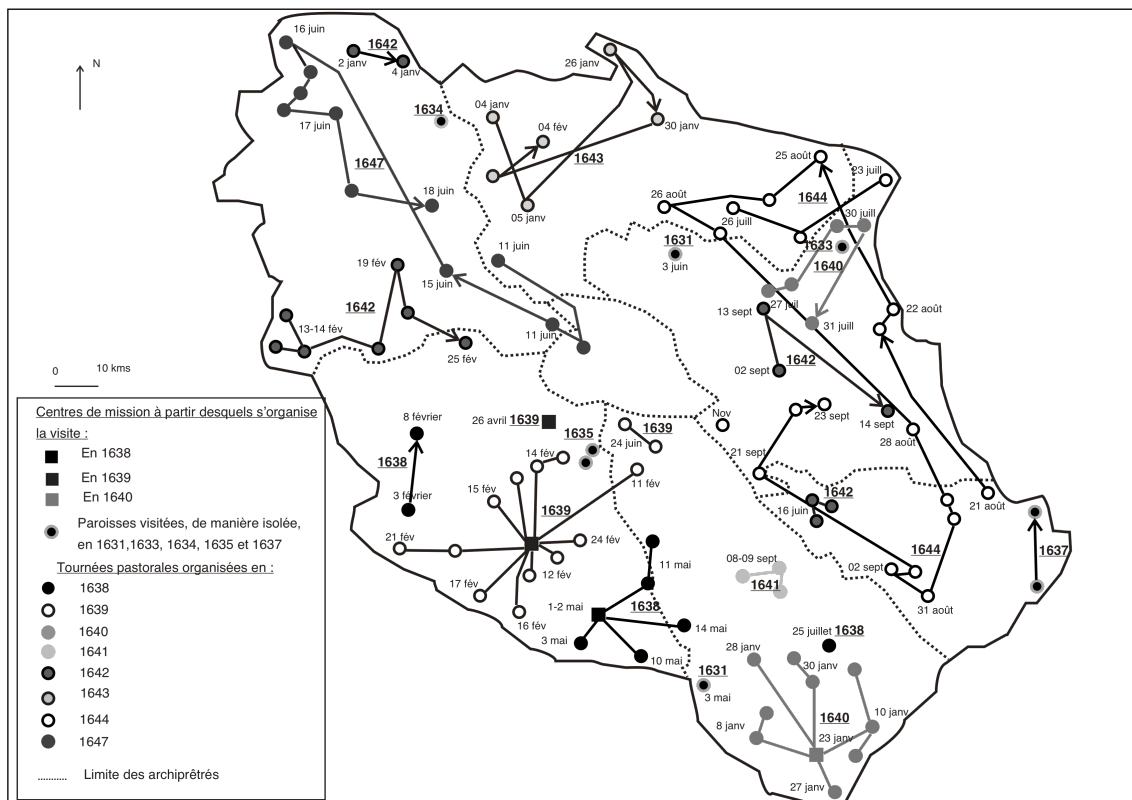 16 juin
1642
2 janv
4 janv
N
26 janv
1634
04 janv
04 fév
30 janv
1643
17 juin
1647
18 juin
05 janv
25 août
23 juill
26 août
1644
26 juill
30 juill
1631
3 juin
1633
1640
11 juin
19 fév
15 juin
27 juil
13 sept
22 août
1642
13-14 fév
11 juin
31 juill
25 fév
02 sept
1642
0 10 kms
14 sept
28 août
Centres de mission à partir desquels s'organise
la visite :
En 1638
En 1639
En 1640
Paroisses visitées, de manière isolée,
en 1631,1633, 1634, 1635 et 1637
Tournées pastorales organisées en :
1638
1639
1640
1641
1642
1643
1644
1647
Limite des archiprêtrés
8 février
1638
3 février
26 avril 1639
1635
24 juin
1639
Nov
23 sept
21 sept
14 fév
11 fév
15 fév
1639
21 fév
24 fév
12 fév
17 fév
16 fév
1642
16 juin
21 août
1637
08-09 sept
1641
02 sept
1644
31 août
11 mai
1-2 mai
1638
3 mai
14 mai
10 mai
25 juillet 1638
28 janv
30 janv
1631
3 mai
8 janv
1640
10 janv
23 janv
27 janv